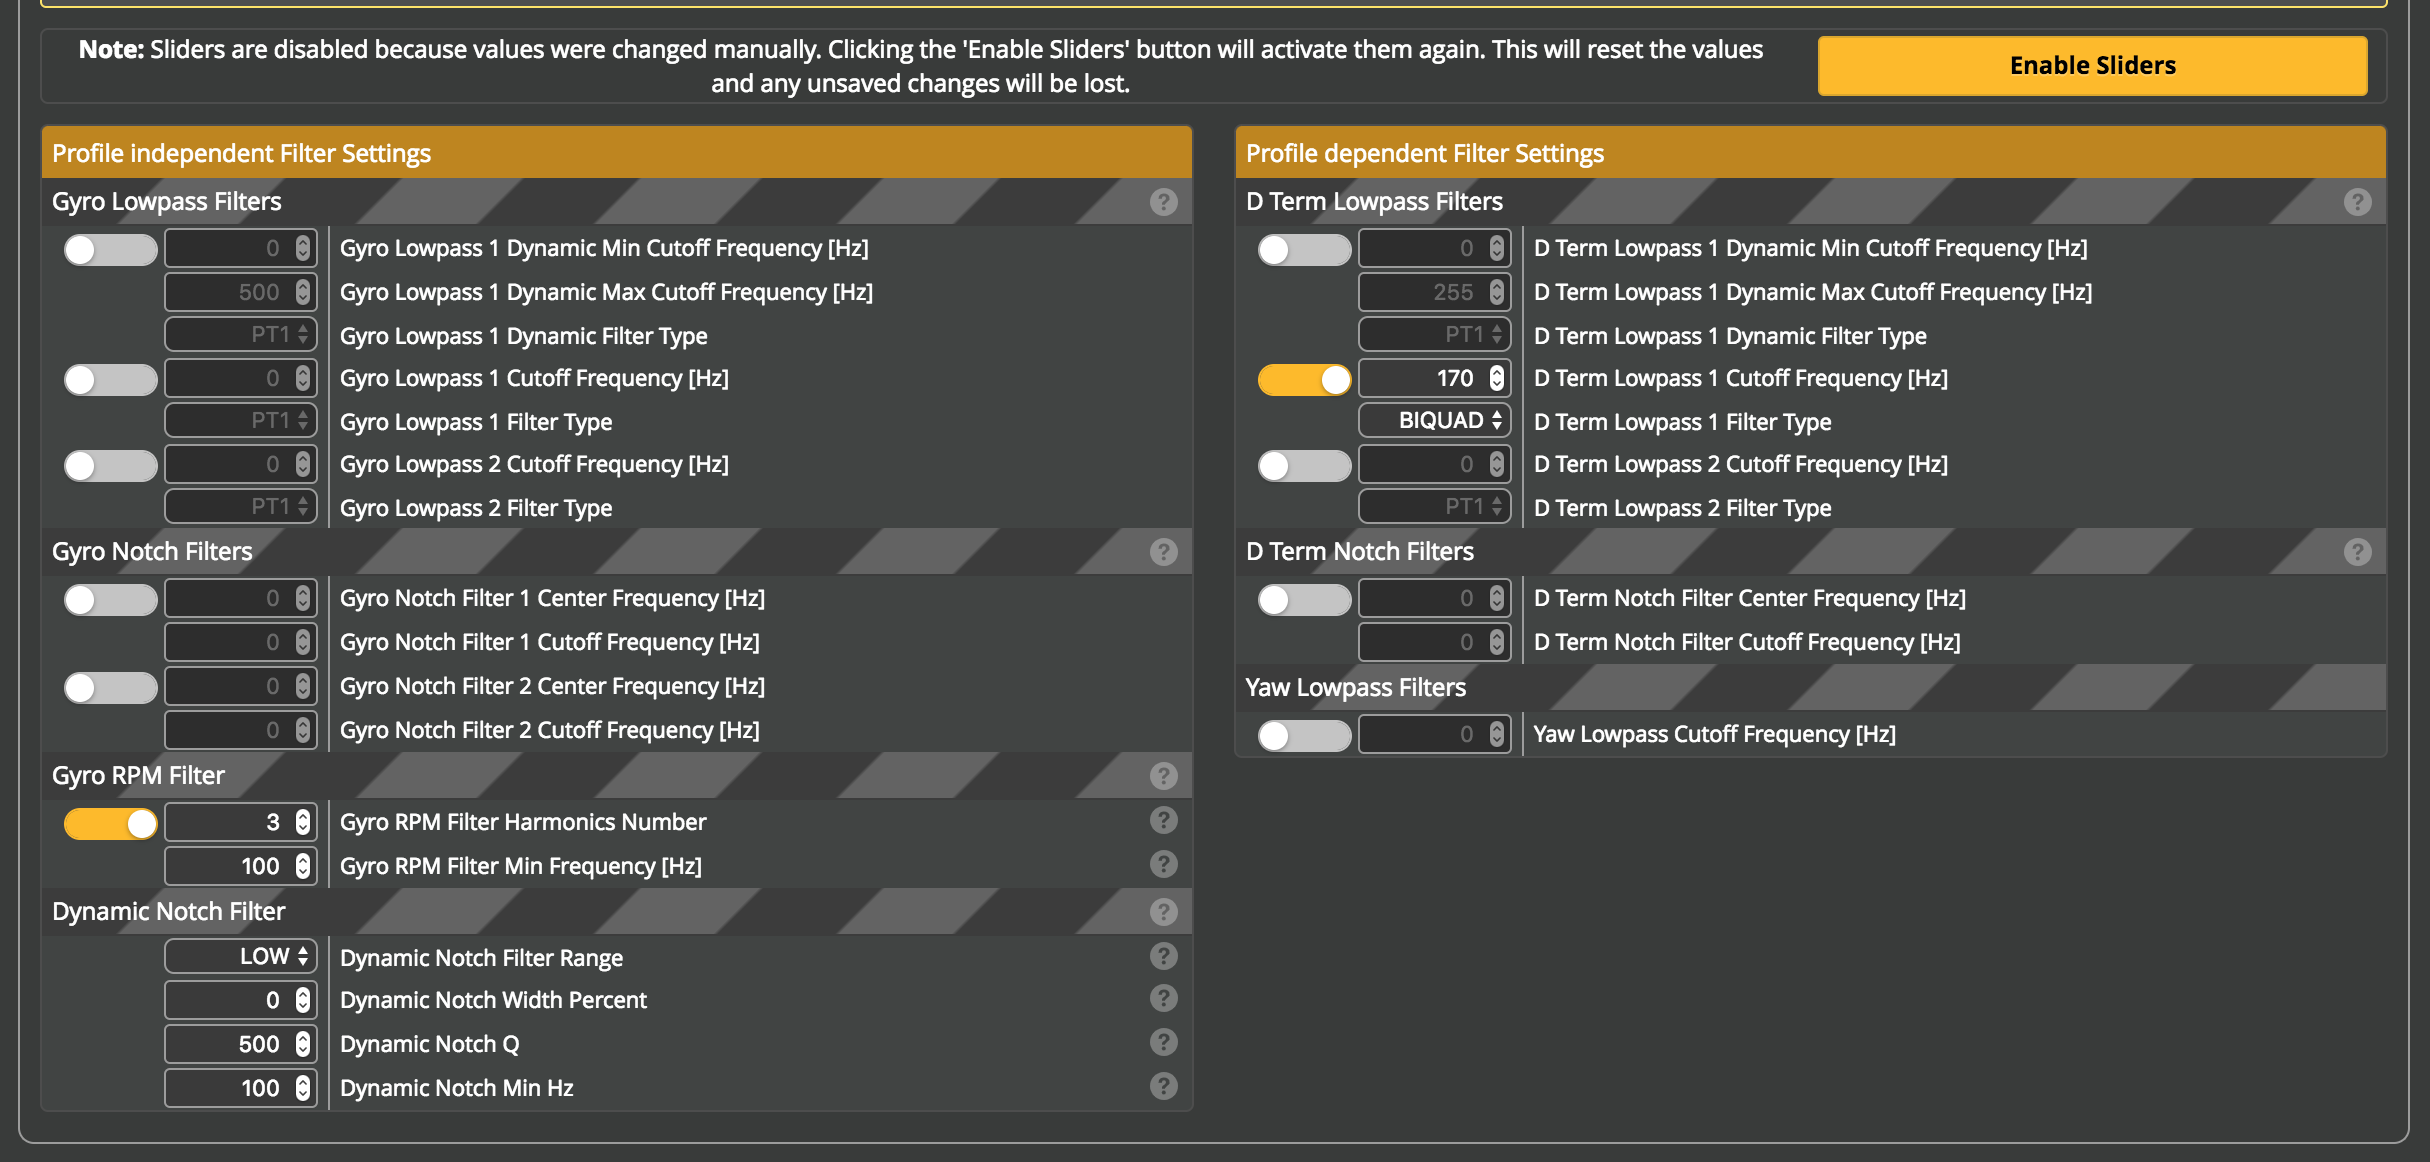 Note: Sliders are disabled because values were changed manually. Clicking the 'Enable Sliders' button will activate them again. This will reset the values
and any unsaved changes will be lost.
Enable Sliders
Profile independent Filter Settings
Gyro Lowpass Filters
?
0 Gyro Lowpass 1 Dynamic Min Cutoff Frequency [Hz]
500 Gyro Lowpass 1 Dynamic Max Cutoff Frequency [Hz]
PT1 Gyro Lowpass 1 Dynamic Filter Type
0 Gyro Lowpass 1 Cutoff Frequency [Hz]
PT1 Gyro Lowpass 1 Filter Type
0 Gyro Lowpass 2 Cutoff Frequency [Hz]
PT1 Gyro Lowpass 2 Filter Type
Gyro Notch Filters
?
0 Gyro Notch Filter 1 Center Frequency [Hz]
0 Gyro Notch Filter 1 Cutoff Frequency [Hz]
0 Gyro Notch Filter 2 Center Frequency [Hz]
0 Gyro Notch Filter 2 Cutoff Frequency [Hz]
Gyro RPM Filter
?
3 Gyro RPM Filter Harmonics Number ?
100 Gyro RPM Filter Min Frequency [Hz] ?
Dynamic Notch Filter
?
LOW Dynamic Notch Filter Range ?
0 Dynamic Notch Width Percent ?
500 Dynamic Notch Q ?
100 Dynamic Notch Min Hz ?
Profile dependent Filter Settings
D Term Lowpass Filters
?
0 D Term Lowpass 1 Dynamic Min Cutoff Frequency [Hz]
255 D Term Lowpass 1 Dynamic Max Cutoff Frequency [Hz]
PT1 D Term Lowpass 1 Dynamic Filter Type
170 D Term Lowpass 1 Cutoff Frequency [Hz]
BIQUAD D Term Lowpass 1 Filter Type
0 D Term Lowpass 2 Cutoff Frequency [Hz]
PT1 D Term Lowpass 2 Filter Type
D Term Notch Filters
?
0 D Term Notch Filter Center Frequency [Hz]
0 D Term Notch Filter Cutoff Frequency [Hz]
Yaw Lowpass Filters
0 Yaw Lowpass Cutoff Frequency [Hz]